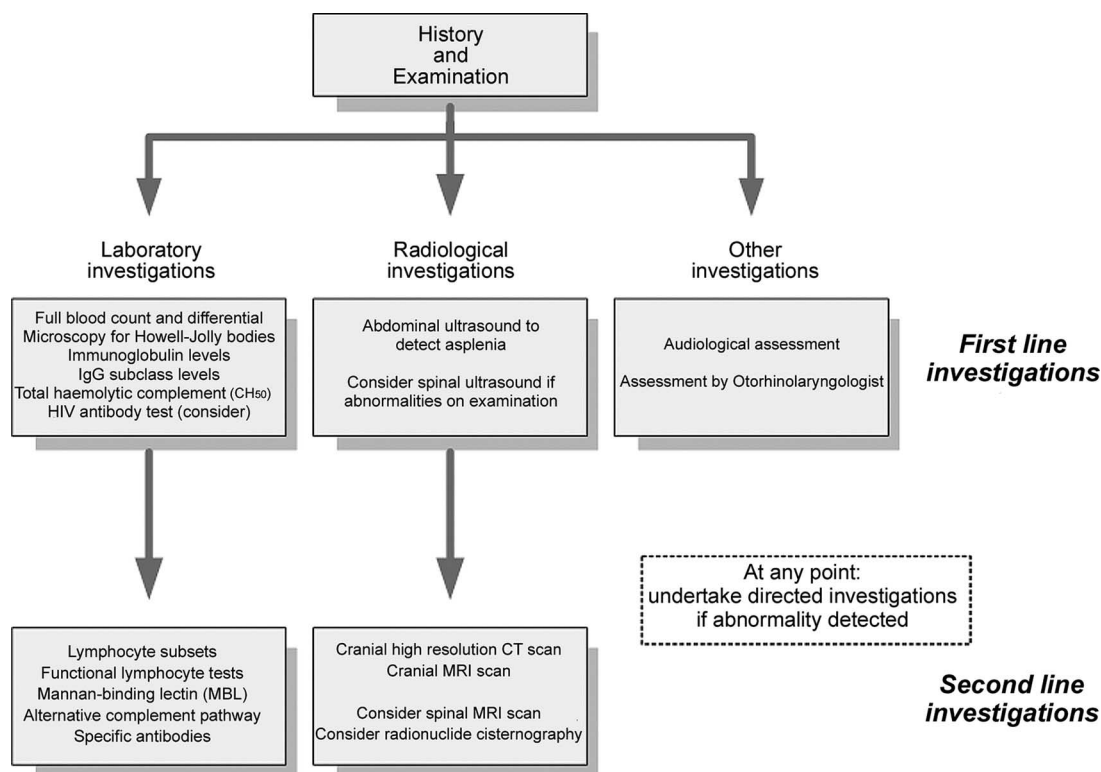 History
and
Examination
Laboratory
investigations
Radiological
investigations
Other
investigations
Full blood count and differential
Microscopy for Howell-Jolly bodies
Immunoglobulin levels
IgG subclass levels
Total haemolytic complement (CH50)
HIV antibody test (consider)
Abdominal ultrasound to
detect asplenia
Consider spinal ultrasound if
abnormalities on examination
Audiological assessment
Assessment by Otorhinolaryngologist
First line
investigations
At any point:
undertake directed investigations
if abnormality detected
Lymphocyte subsets
Functional lymphocyte tests
Mannan-binding lectin (MBL)
Alternative complement pathway
Specific antibodies
Cranial high resolution CT scan
Cranial MRI scan
Consider spinal MRI scan
Consider radionuclide cisternography
Second line
investigations